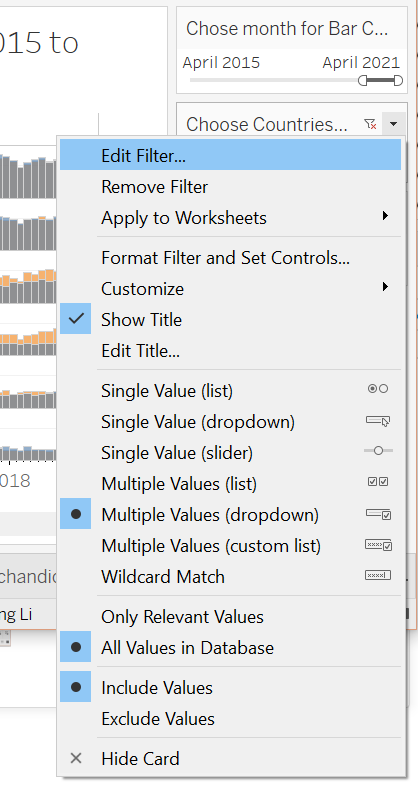 015 to
Chose month for Bar C...
April 2015 April 2021
Choose Countries...
Edit Filter...
Remove Filter
Apply to Worksheets
Format Filter and Set Controls...
Customize
Show Title
Edit Title...
Single Value (list)
Single Value (dropdown)
Single Value (slider)
Multiple Values (list)
Multiple Values (dropdown)
Multiple Values (custom list)
Wildcard Match
Only Relevant Values
All Values in Database
Include Values
Exclude Values
Hide Card
018
chandi
ng Li